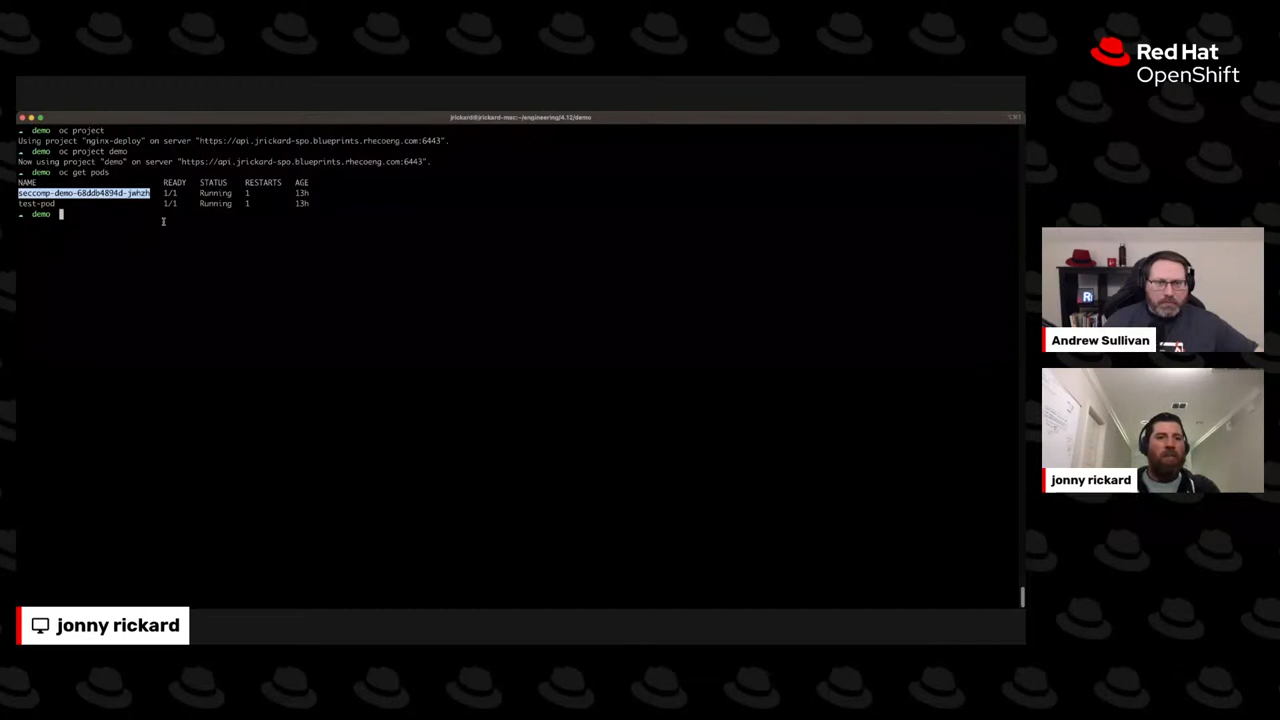 Red Hat
OpenShift
jrickard@jrickard-mac:~/engineering/4.12/demo
demo oc project
Using project "nginx-deploy" on server "https://api.jrickard-spo.blueprints.rhecoeng.com:6443".
demo oc project demo
Now using project "demo" on server "https://api.jrickard-spo.blueprints.rhecoeng.com:6443".
demo oc get pods
NAME READY STATUS RESTARTS AGE
seccomp-demo-68ddb4894d-jwhzh 1/1 Running 1 13h
test-pod 1/1 Running 1 13h
demo
Andrew Sullivan
jonny rickard
jonny rickard